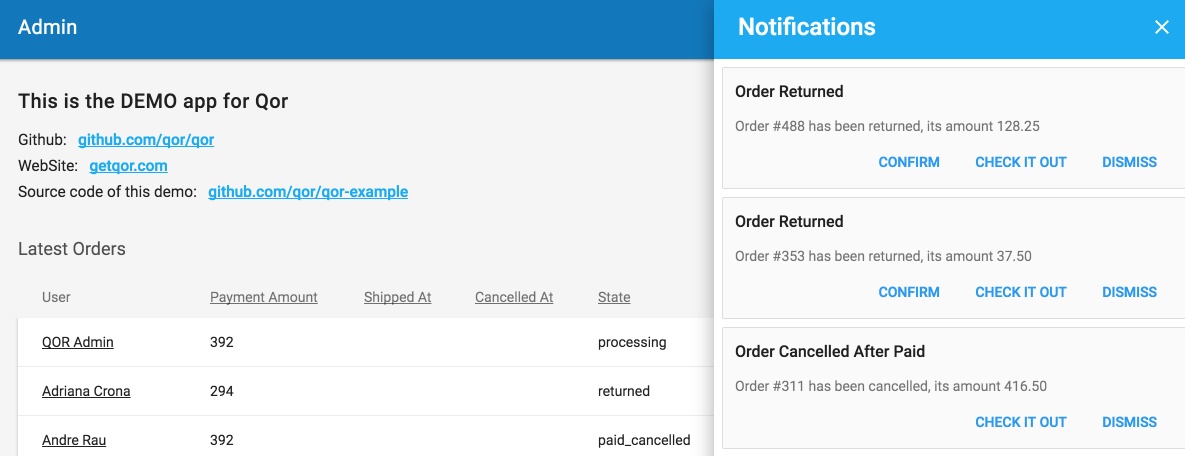 Admin
This is the DEMO app for Qor
Github: github.com/qor/qor
WebSite: getqor.com
Source code of this demo: github.com/qor/qor-example
Latest Orders
User Payment Amount Shipped At Cancelled At State
QOR Admin 392 processing
Adriana Crona 294 returned
Andre Rau 392 paid_cancelled
Notifications
Order Returned
Order #488 has been returned, its amount 128.25
CONFIRM CHECK IT OUT DISMISS
Order Returned
Order #353 has been returned, its amount 37.50
CONFIRM CHECK IT OUT DISMISS
Order Cancelled After Paid
Order #311 has been cancelled, its amount 416.50
CHECK IT OUT DISMISS